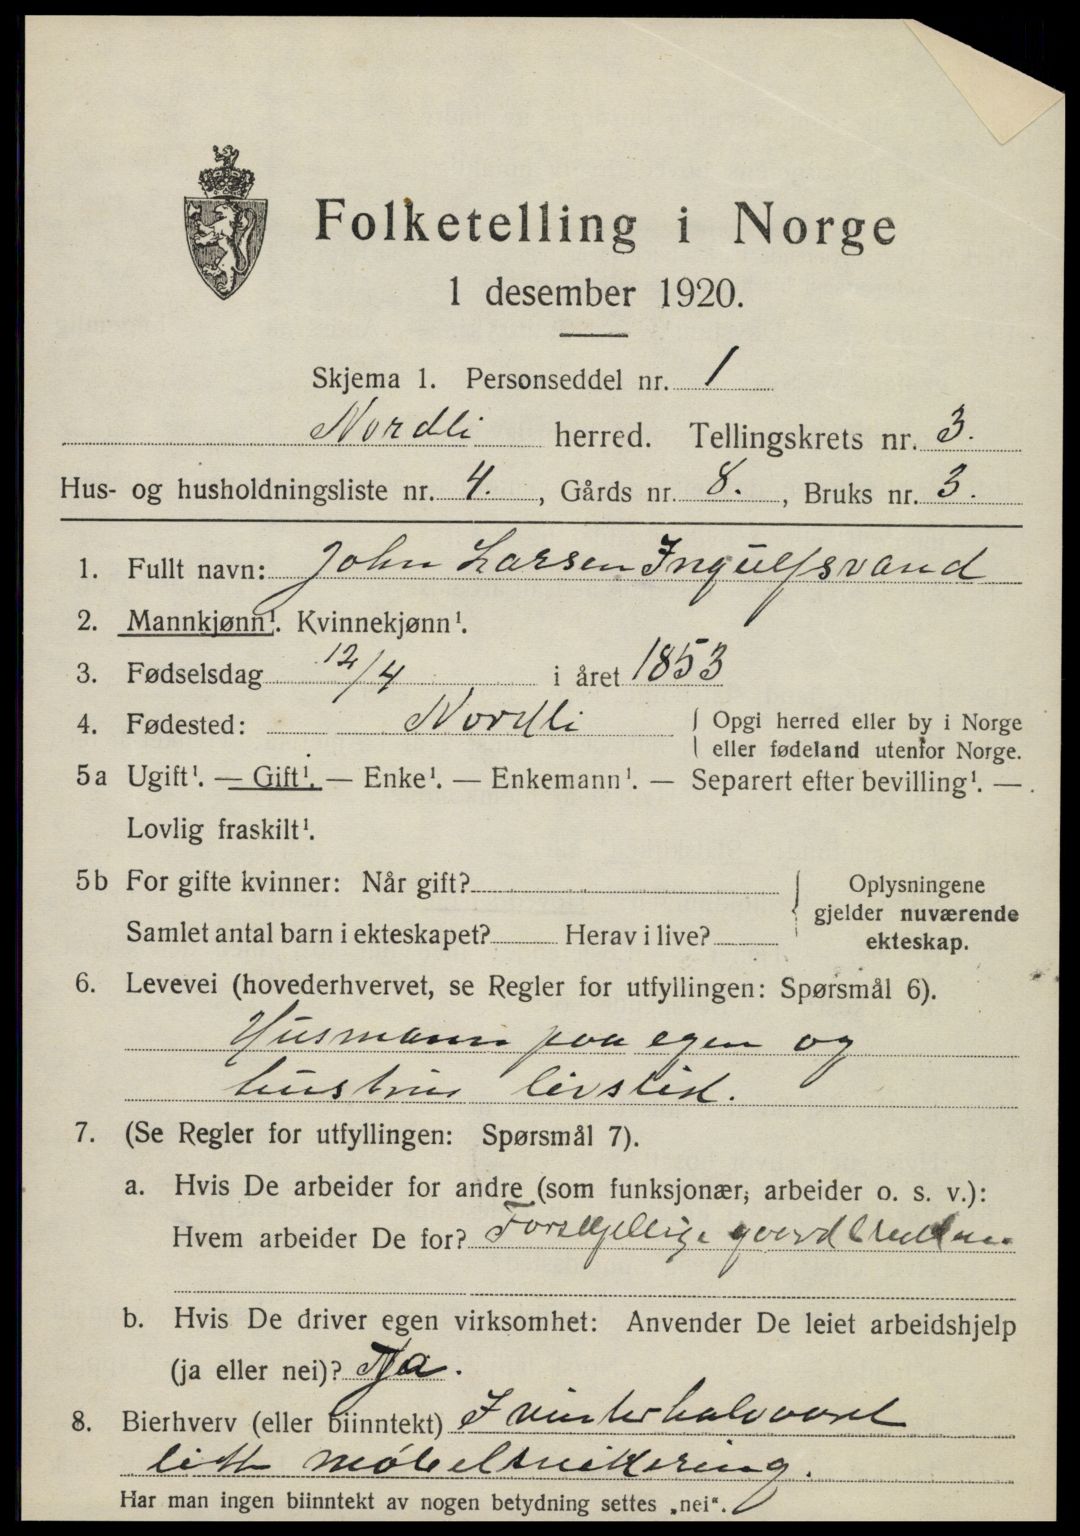 Folketelling i Norge
1 desember 1920.
Skjema 1. Personseddel nr. 1
Nordli herred. Tellingskrets nr. 3.
Hus- og husholdningsliste nr. 4. , Gårds nr. 8. , Bruks nr. 3.
1. Fullt navn: John Larsen Ingulfsvand
2. Mannkjønn¹. Kvinnekjønn¹.
3. Fødselsdag 12/4 i året 1853
4. Fødested: Nordli { Opgi herred eller by i Norge
eller fødeland utenfor Norge.
5a Ugift¹. — Gift¹. — Enke¹. — Enkemann¹. — Separert efter bevilling¹. —
Lovlig fraskilt¹.
5b For gifte kvinner: Når gift? { Oplysningene
gjelder nuværende
Samlet antal barn i ekteskapet? Herav i live? ekteskap.
6. Levevei (hovederhvervet, se Regler for utfyllingen: Spørsmål 6).
Husmann paa egen og
hustrus livstid.
7. (Se Regler for utfyllingen: Spørsmål 7).
a. Hvis De arbeider for andre (som funksjonær, arbeider o. s. v.):
Hvem arbeider De for? Forskjellige gaardbrukere
b. Hvis De driver egen virksomhet: Anvender De leiet arbeidshjelp
(ja eller nei)? Ja.
8. Bierhverv (eller biinntekt) I vinterhalvaaret
litt møbelsnikkering.
Har man ingen biinntekt av nogen betydning settes „nei“.